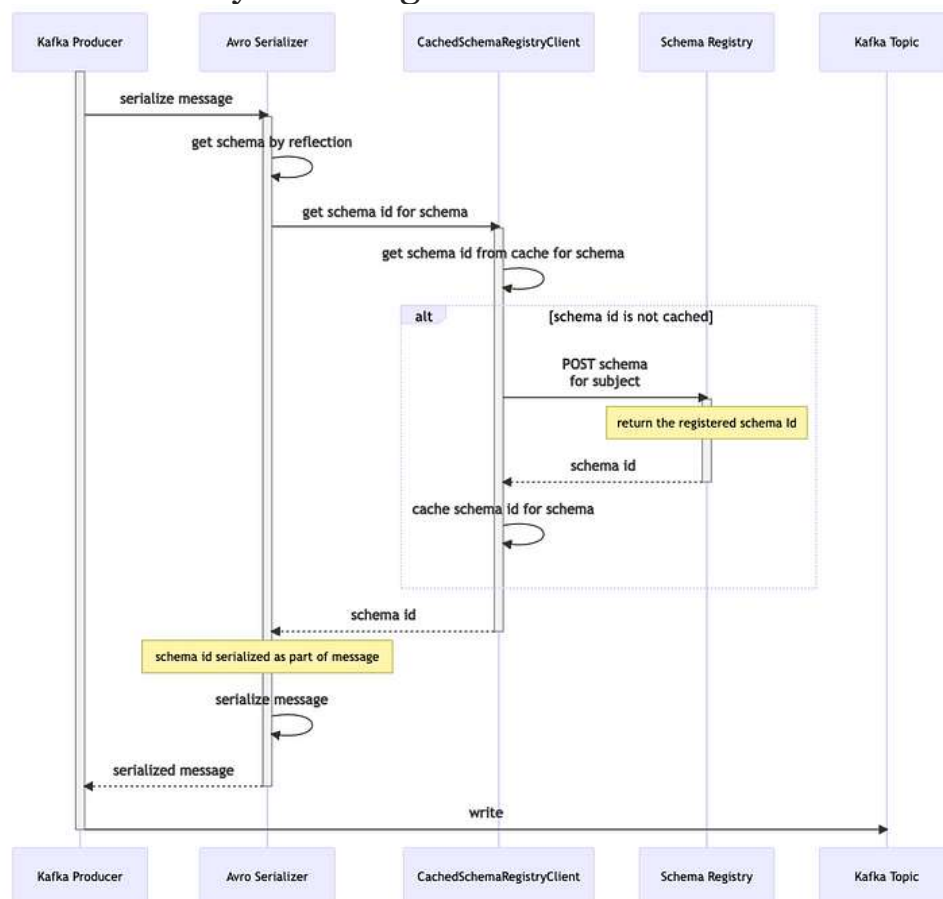 Kafka Producer
Avro Serializer
CachedSchemaRegistryClient
Schema Registry
Kafka Topic
serialize message
get schema by reflection
get schema id for schema
get schema id from cache for schema
alt
[schema id is not cached]
POST schema
for subject
return the registered schema Id
schema id
cache schema id for schema
schema id
schema id serialized as part of message
serialize message
serialized message
write
Kafka Producer
Avro Serializer
CachedSchemaRegistryClient
Schema Registry
Kafka Topic